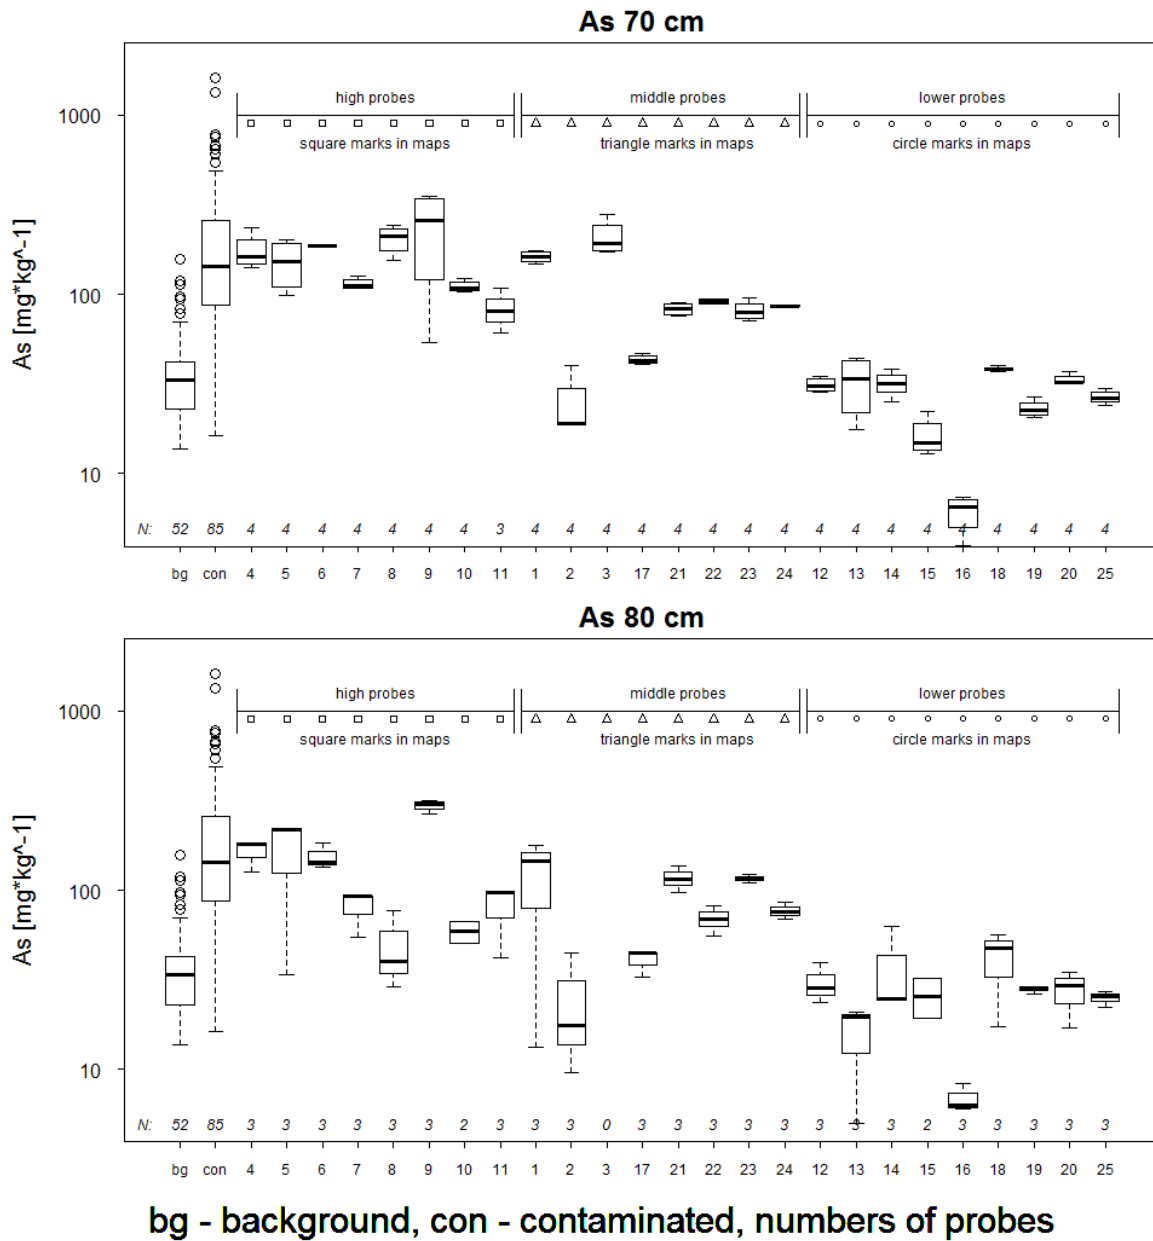 As 70 cm
high probes middle probes lower probes
1000
square marks in maps triangle marks in maps circle marks in maps
As [mg*kg^-1]
100
10
N: 52 85 4 4 4 4 4 4 4 3 4 4 4 4 4 4 4 4 4 4 4 4 4 4 4 4 4
bg con 4 5 6 7 8 9 10 11 1 2 3 17 21 22 23 24 12 13 14 15 16 18 19 20 25
As 80 cm
high probes middle probes lower probes
1000
square marks in maps triangle marks in maps circle marks in maps
As [mg*kg^-1]
100
10
N: 52 85 3 3 3 3 3 3 2 3 3 3 0 3 3 3 3 3 3 3 3 2 3 3 3 3 3
bg con 4 5 6 7 8 9 10 11 1 2 3 17 21 22 23 24 12 13 14 15 16 18 19 20 25
bg - background, con - contaminated, numbers of probes